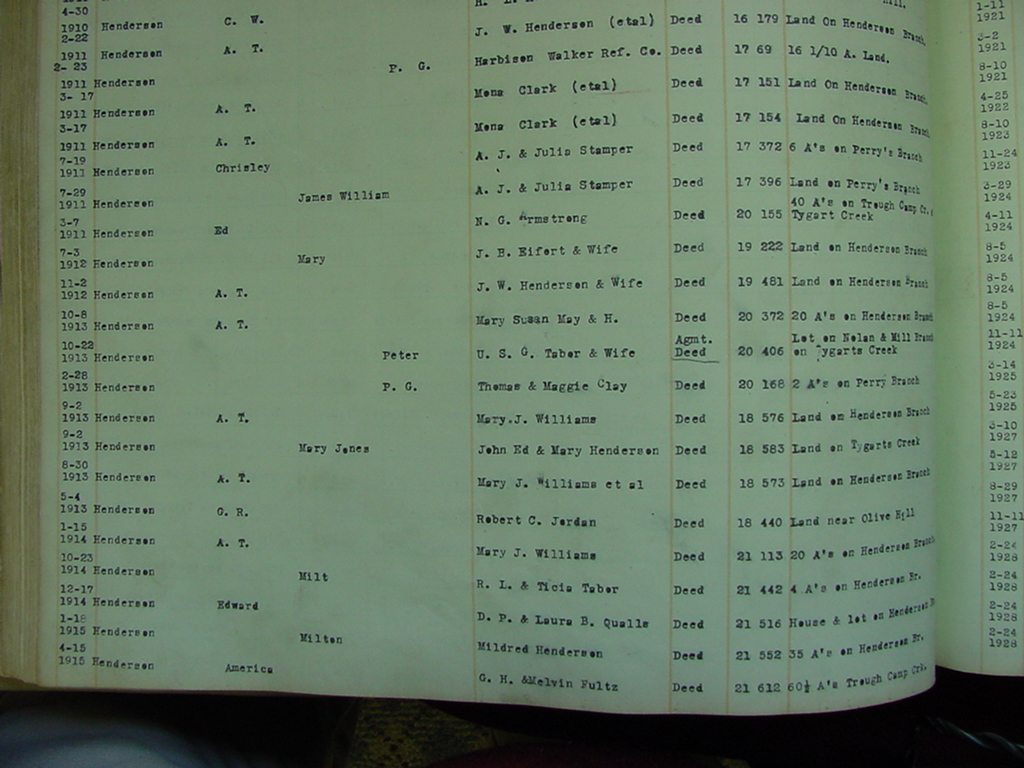 4-30
1910 Henderson C. W. J. W. Henderson (etal) Deed 16 179 Land On Henderson Branch.
2-22
1911 Henderson A. T. Harbison Walker Ref. Co. Deed 17 69 16 1/10 A. Land.
2-23
1911 Henderson P. G. Mons Clark (etal) Deed 17 151 Land On Henderson Branch.
3-17
1911 Henderson A. T. Mons Clark (etal) Deed 17 154 Land On Henderson Branch
3-17
1911 Henderson A. T. A. J. & Julia Stamper Deed 17 372 6 A's on Perry's Branch
7-19
1911 Henderson Chrisley A. J. & Julia Stamper Deed 17 396 Land on Perry's Branch
7-29
1911 Henderson James William N. G. Armstrong Deed 20 155 40 A's on Trough Camp Cr.
Tygart Creek
3-7
1911 Henderson Ed J. B. Eifort & Wife Deed 19 222 Land on Henderson Branch
7-3
1912 Henderson Mary J. W. Henderson & Wife Deed 19 481 Land on Henderson Branch
11-2
1912 Henderson A. T. Mary Susan May & H. Deed 20 372 20 A's on Henderson Branch
10-8
1913 Henderson A. T. U. S. G. Tabor & Wife Agmt.
Deed 20 406 Lot on Nolan & Mill Branch
on Tygarts Creek
10-22
1913 Henderson Peter Thomas & Maggie Clay Deed 20 168 2 A's on Perry Branch
2-28
1913 Henderson P. G. Mary.J. Williams Deed 18 576 Land on Henderson Branch
9-2
1913 Henderson A. T. John Ed & Mary Henderson Deed 18 583 Land on Tygarts Creek
9-2
1913 Henderson Mary Jones Mary J. Williams et al Deed 18 573 Land on Henderson Branch
8-30
1913 Henderson A. T. Robert C. Jordan Deed 18 440 Land near Olive Hill
5-4
1913 Henderson G. R. Mary J. Williams Deed 21 113 20 A's on Henderson Branch
1-15
1914 Henderson A. T. R. L. & Ticia Tabor Deed 21 442 4 A's on Henderson Br.
10-23
1914 Henderson Milt D. P. & Laura B. Qualls Deed 21 516 House & lot on Henderson
12-17
1914 Henderson Edward Mildred Henderson Deed 21 552 35 A's on Henderson Br.
1-18
1915 Henderson Milton G. H. &Melvin Fultz Deed 21 612 60½ A's Trough Camp Crk.
4-15
1915 Henderson America
1-11
1921
3-2
1921
8-10
1921
4-25
1922
8-10
1923
11-24
1923
3-29
1924
4-11
1924
8-5
1924
8-5
1924
8-5
1924
11-11
1924
3-14
1925
5-23
1925
3-10
1927
5-12
1927
8-29
1927
11-11
1927
2-24
1928
2-24
1928
2-24
1928
2-24
1928